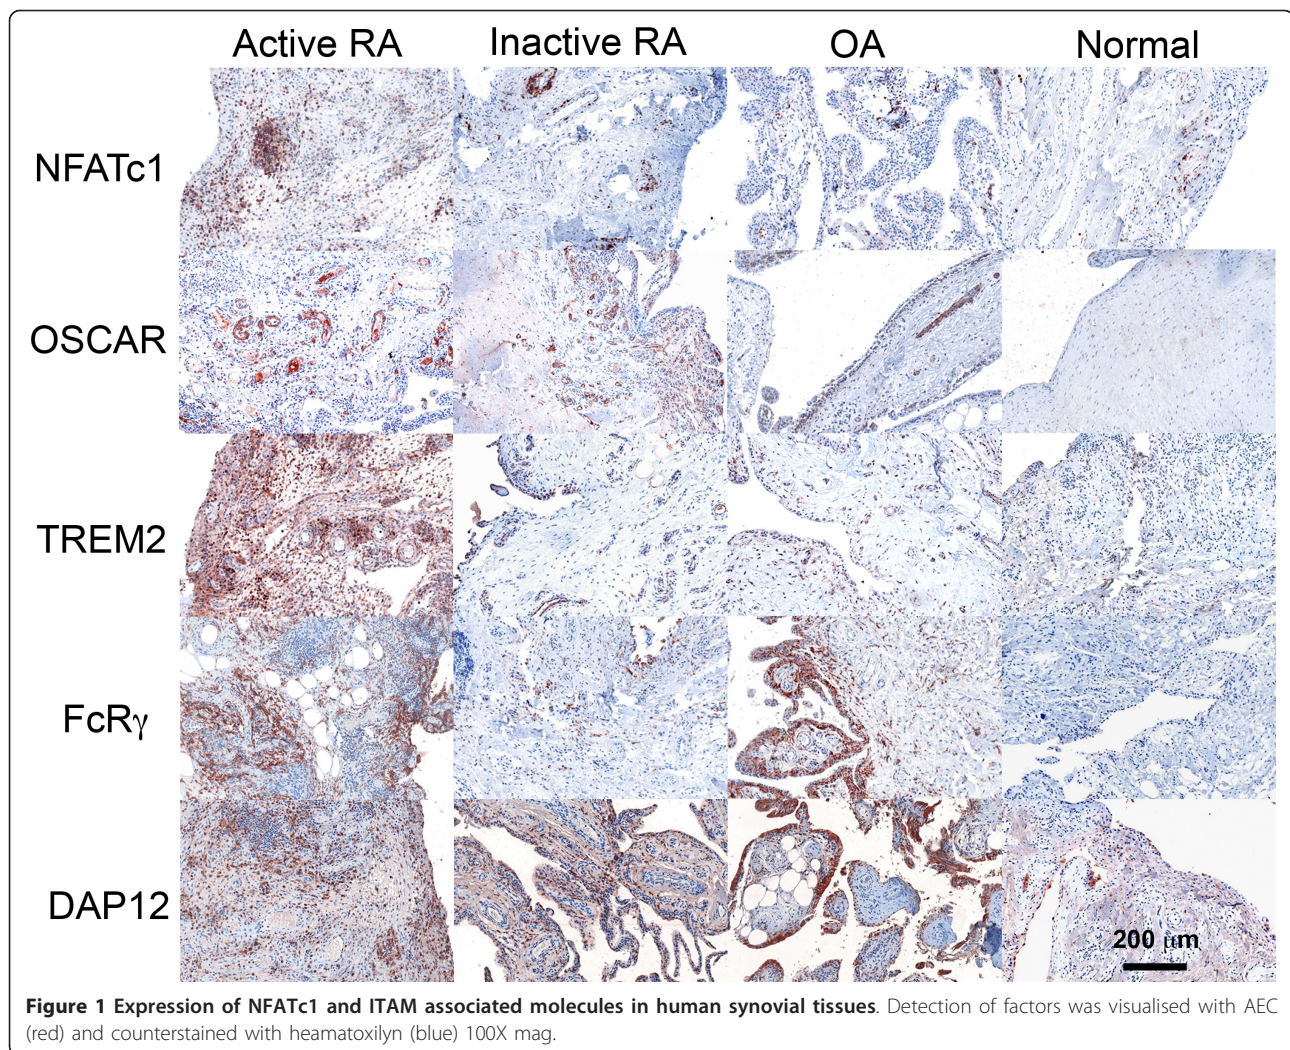 Active RA Inactive RA OA Normal
NFATc1
OSCAR
TREM2
FcRγ
DAP12
200 μm
Figure 1 Expression of NFATc1 and ITAM associated molecules in human synovial tissues. Detection of factors was visualised with AEC
(red) and counterstained with heamatoxilyn (blue) 100X mag.